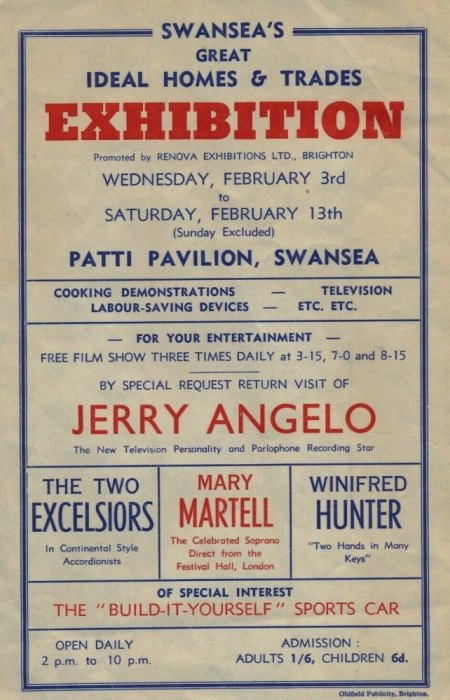 SWANSEA'S
GREAT
IDEAL HOMES & TRADES
EXHIBITION
Promoted by RENOVA EXHIBITIONS LTD., BRIGHTON
WEDNESDAY, FEBRUARY 3rd
to
SATURDAY, FEBRUARY 13th
(Sunday Excluded)
PATTI PAVILION, SWANSEA
COOKING DEMONSTRATIONS — TELEVISION
LABOUR-SAVING DEVICES — ETC. ETC.
— FOR YOUR ENTERTAINMENT —
FREE FILM SHOW THREE TIMES DAILY at 3-15, 7-0 and 8-15
BY SPECIAL REQUEST RETURN VISIT OF
JERRY ANGELO
The New Television Personality and Parlophone Recording Star
THE TWO
EXCELSIORS
In Continental Style
Accordionists
MARY
MARTELL
The Celebrated Soprano
Direct from the
Festival Hall, London
WINIFRED
HUNTER
"Two Hands in Many
Keys"
OF SPECIAL INTEREST
THE "BUILD-IT-YOURSELF" SPORTS CAR
OPEN DAILY
2 p.m. to 10 p.m.
ADMISSION :
ADULTS 1/6, CHILDREN 6d.
Oldfield Publicity, Brighton.